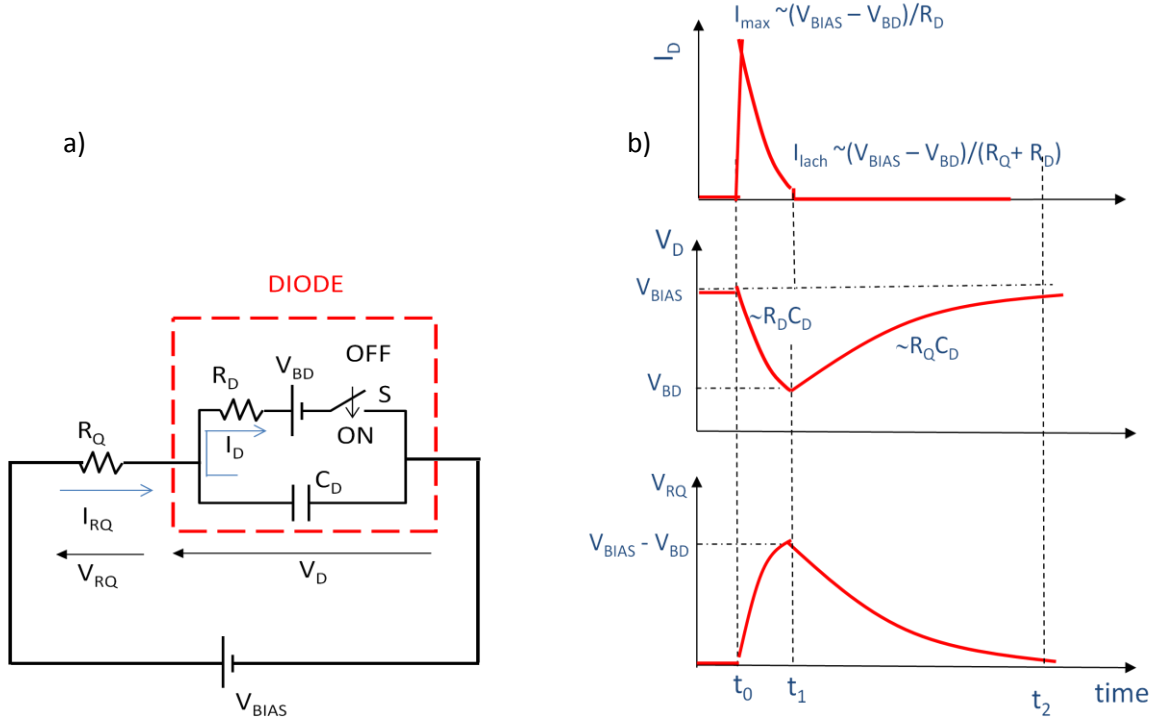 a)
DIODE
OFF
V_BD
R_D
S
R_Q
I_D
ON
C_D
I_RQ
V_RQ
V_D
V_BIAS
b)
I_max ~(V_BIAS – V_BD)/R_D
I_D
I_lach ~(V_BIAS – V_BD)/(R_Q+ R_D)
V_D
V_BIAS
~R_DC_D
~R_QC_D
V_BD
V_RQ
V_BIAS - V_BD
t_0
t_1
t_2
time